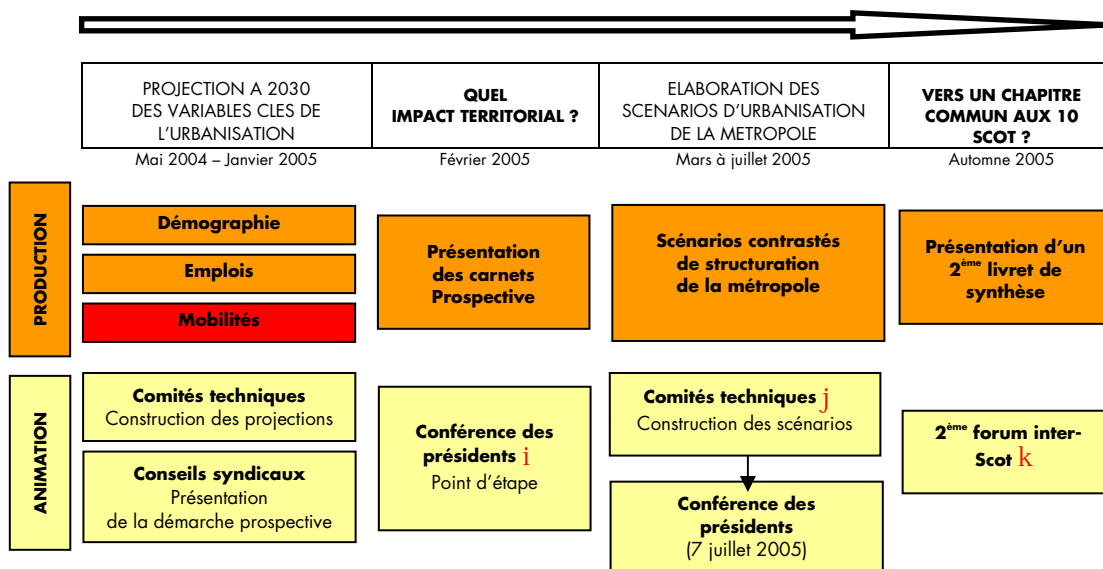 PROJECTION A 2030
DES VARIABLES CLES DE
L'URBANISATION
Mai 2004 – Janvier 2005
QUEL
IMPACT TERRITORIAL ?
Février 2005
ELABORATION DES
SCENARIOS D'URBANISATION
DE LA METROPOLE
Mars à juillet 2005
VERS UN CHAPITRE
COMMUN AUX 10
SCOT ?
Automne 2005
PRODUCTION
Démographie
Emplois
Mobilités
Présentation
des carnets
Prospective
Scénarios contrastés
de structuration
de la métropole
Présentation d'un
2ème livret de
synthèse
ANIMATION
Comités techniques
Construction des projections
Conseils syndicaux
Présentation
de la démarche prospective
Conférence des
présidents i
Point d'étape
Comités techniques j
Construction des scénarios
Conférence des
présidents
(7 juillet 2005)
2ème forum inter-
Scot k